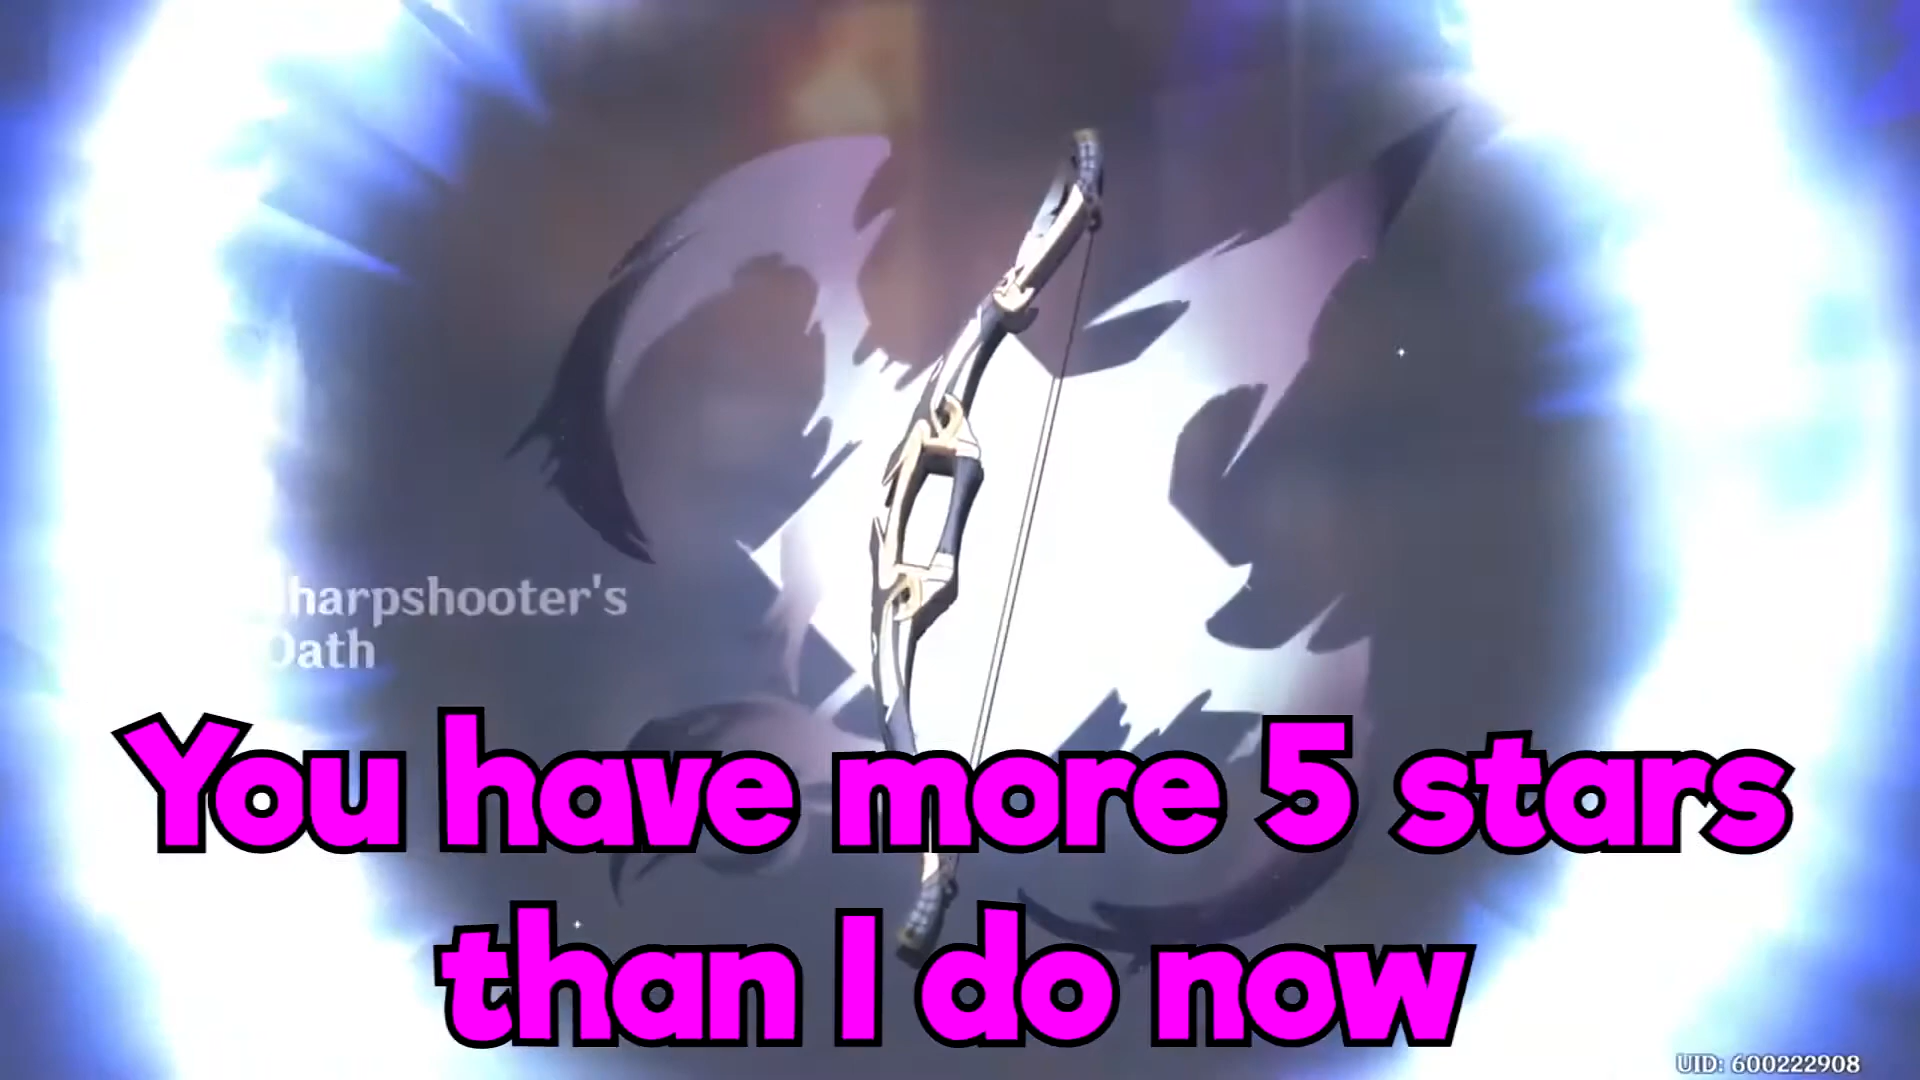 harpshooter's
Oath
You have more 5 stars
than I do now
UID: 600222908